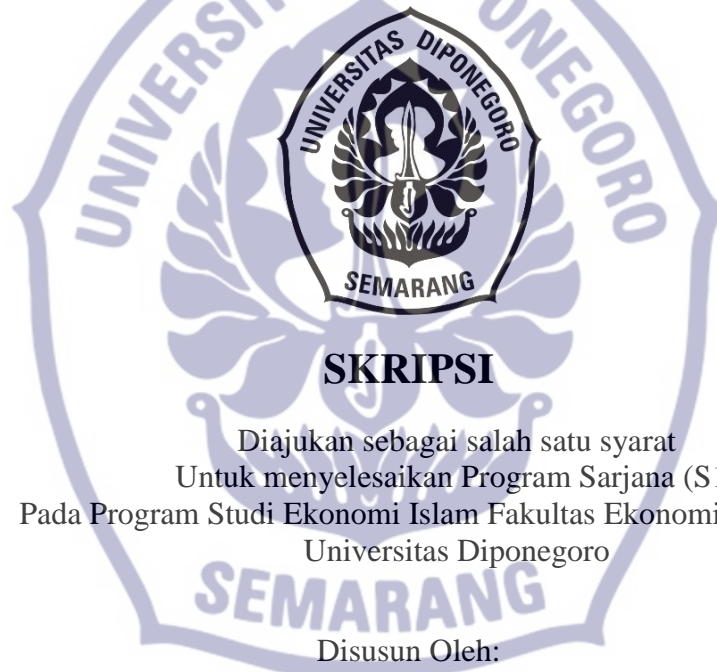 UNIVERSITAS DIPONEGORO
SEMARANG
SKRIPSI
Diajukan sebagai salah satu syarat
Untuk menyelesaikan Program Sarjana (S1
Pada Program Studi Ekonomi Islam Fakultas Ekonomi
Universitas Diponegoro
SEMARANG
Disusun Oleh: